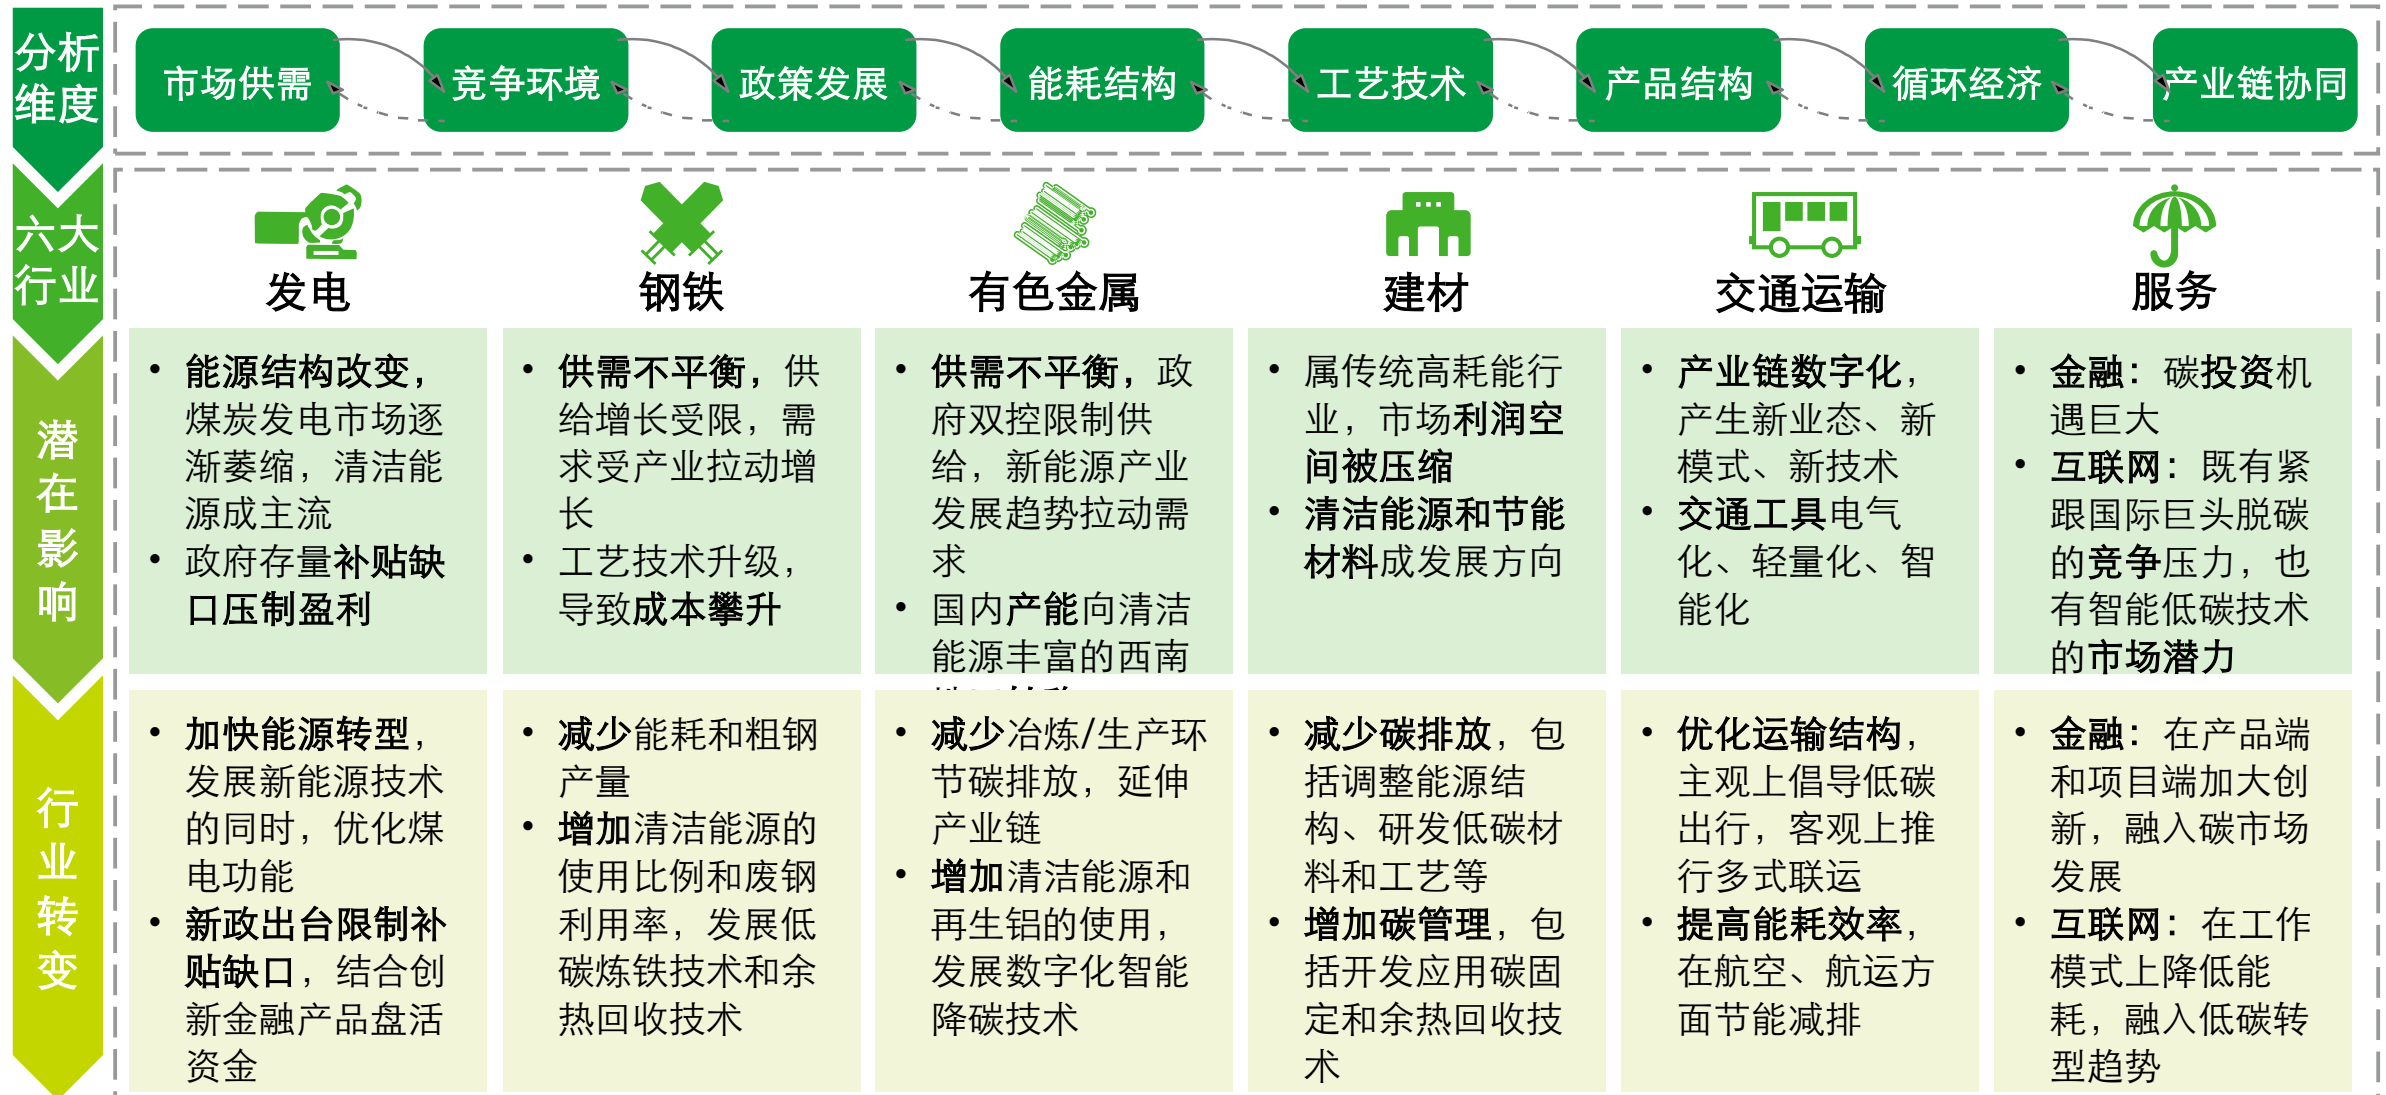 分析
维度
市场供需
竞争环境
政策发展
能耗结构
工艺技术
产品结构
循环经济
产业链协同
六大
行业
发电
钢铁
有色金属
建材
交通运输
服务
潜
在
影
响
• 能源结构改变，
煤炭发电市场逐
渐萎缩，清洁能
源成主流
• 政府存量补贴缺
口压制盈利
• 供需不平衡，供
给增长受限，需
求受产业拉动增
长
• 工艺技术升级，
导致成本攀升
• 供需不平衡，政
府双控限制供
给，新能源产业
发展趋势拉动需
求
• 国内产能向清洁
能源丰富的西南
• 属传统高耗能行
业，市场利润空
间被压缩
• 清洁能源和节能
材料成发展方向
• 产业链数字化，
产生新业态、新
模式、新技术
• 交通工具电气
化、轻量化、智
能化
• 金融：碳投资机
遇巨大
• 互联网：既有紧
跟国际巨头脱碳
的竞争压力，也
有智能低碳技术
的市场潜力
行
业
转
变
• 加快能源转型，
发展新能源技术
的同时，优化煤
电功能
• 新政出台限制补
贴缺口，结合创
新金融产品盘活
资金
• 减少能耗和粗钢
产量
• 增加清洁能源的
使用比例和废钢
利用率，发展低
碳炼铁技术和余
热回收技术
• 减少冶炼/生产环
节碳排放，延伸
产业链
• 增加清洁能源和
再生铝的使用，
发展数字化智能
降碳技术
• 减少碳排放，包
括调整能源结
构、研发低碳材
料和工艺等
• 增加碳管理，包
括开发应用碳固
定和余热回收技
术
• 优化运输结构，
主观上倡导低碳
出行，客观上推
行多式联运
• 提高能耗效率，
在航空、航运方
面节能减排
• 金融：在产品端
和项目端加大创
新，融入碳市场
发展
• 互联网：在工作
模式上降低能
耗，融入低碳转
型趋势